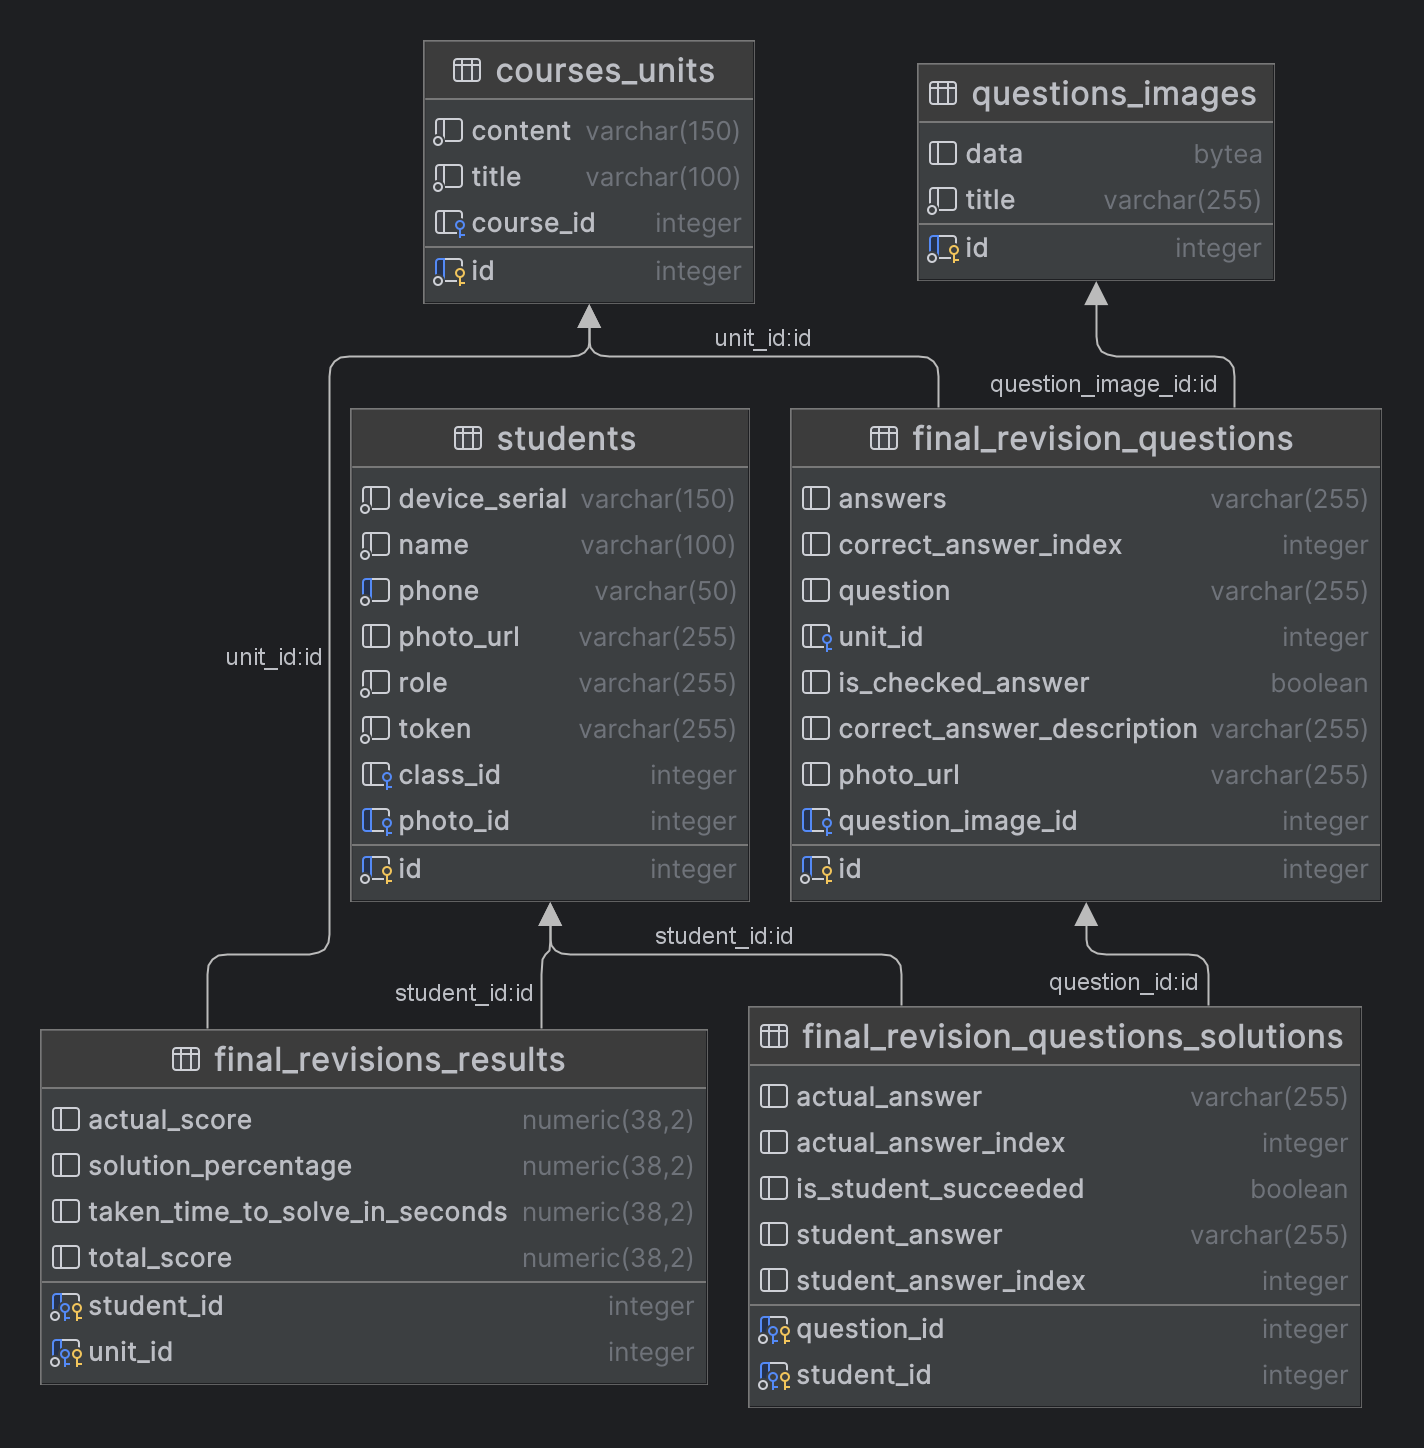 courses_units
content varchar(150)
title varchar(100)
course_id integer
id integer
questions_images
data bytea
title varchar(255)
id integer
unit_id:id
question_image_id:id
students
device_serial varchar(150)
name varchar(100)
phone varchar(50)
photo_url varchar(255)
role varchar(255)
token varchar(255)
class_id integer
photo_id integer
id integer
final_revision_questions
answers varchar(255)
correct_answer_index integer
question varchar(255)
unit_id integer
is_checked_answer boolean
correct_answer_description varchar(255)
photo_url varchar(255)
question_image_id integer
id integer
unit_id:id
student_id:id
student_id:id
question_id:id
final_revisions_results
actual_score numeric(38,2)
solution_percentage numeric(38,2)
taken_time_to_solve_in_seconds numeric(38,2)
total_score numeric(38,2)
student_id integer
unit_id integer
final_revision_questions_solutions
actual_answer varchar(255)
actual_answer_index integer
is_student_succeeded boolean
student_answer varchar(255)
student_answer_index integer
question_id integer
student_id integer